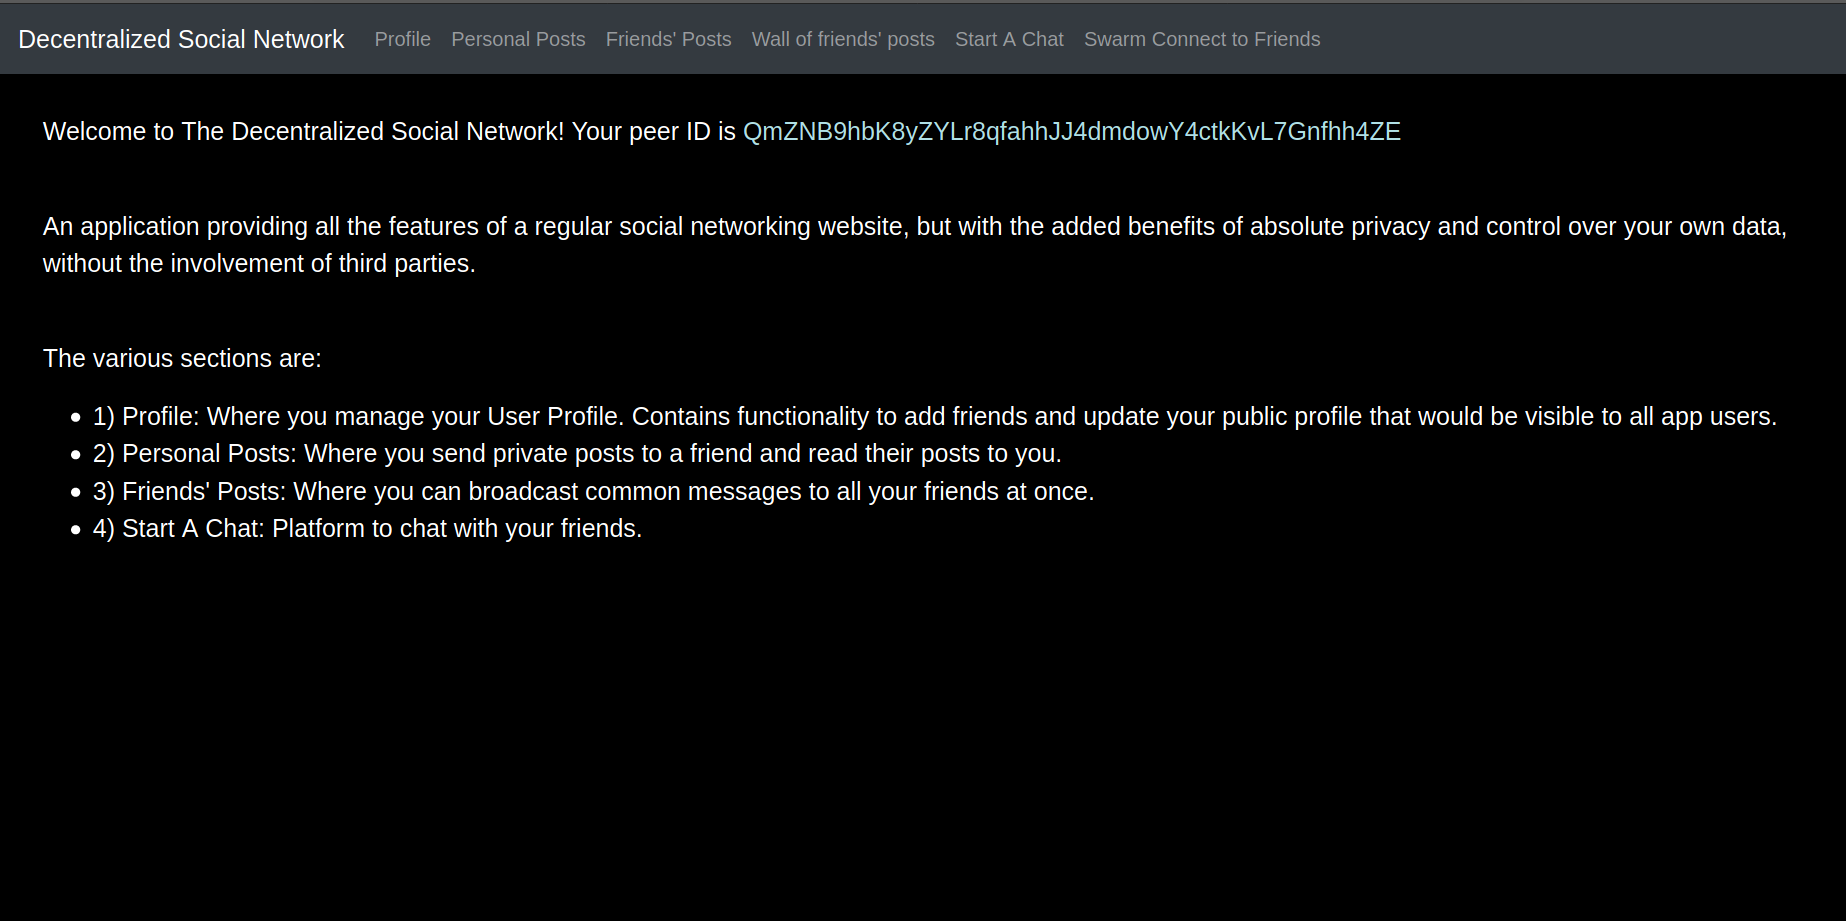 Decentralized Social Network Profile Personal Posts Friends' Posts Wall of friends' posts Start A Chat Swarm Connect to Friends
Welcome to The Decentralized Social Network! Your peer ID is QmZNB9hbK8yZYLr8qfahhJJ4dmdowY4ctkKvL7Gnfhh4ZE
An application providing all the features of a regular social networking website, but with the added benefits of absolute privacy and control over your own data,
without the involvement of third parties.
The various sections are:
• 1) Profile: Where you manage your User Profile. Contains functionality to add friends and update your public profile that would be visible to all app users.
• 2) Personal Posts: Where you send private posts to a friend and read their posts to you.
• 3) Friends' Posts: Where you can broadcast common messages to all your friends at once.
• 4) Start A Chat: Platform to chat with your friends.